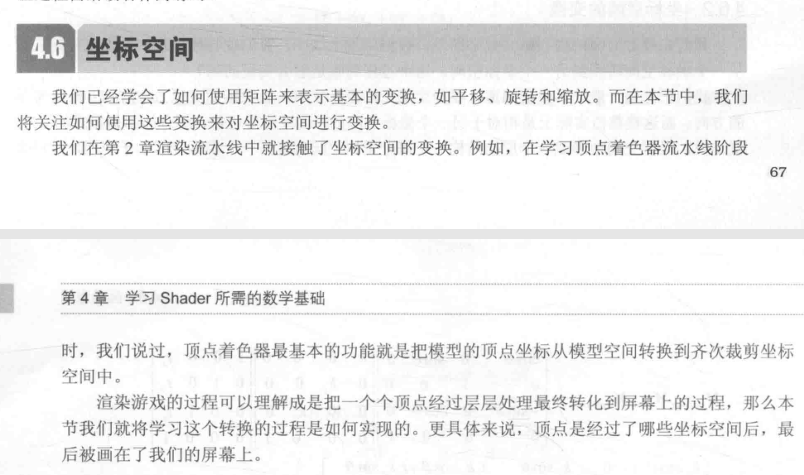 4.6 坐标空间
我们已经学会了如何使用矩阵来表示基本的变换，如平移、旋转和缩放。而在本节中，我们
将关注如何使用这些变换来对坐标空间进行变换。
我们在第 2 章渲染流水线中就接触了坐标空间的变换。例如，在学习顶点着色器流水线阶段
67
第 4 章 学习 Shader 所需的数学基础
时，我们说过，顶点着色器最基本的功能就是把模型的顶点坐标从模型空间转换到齐次裁剪坐标
空间中。
渲染游戏的过程可以理解成是把一个个顶点经过层层处理最终转化到屏幕上的过程，那么本
节我们就将学习这个转换的过程是如何实现的。更具体来说，顶点是经过了哪些坐标空间后，最
后被画在了我们的屏幕上。